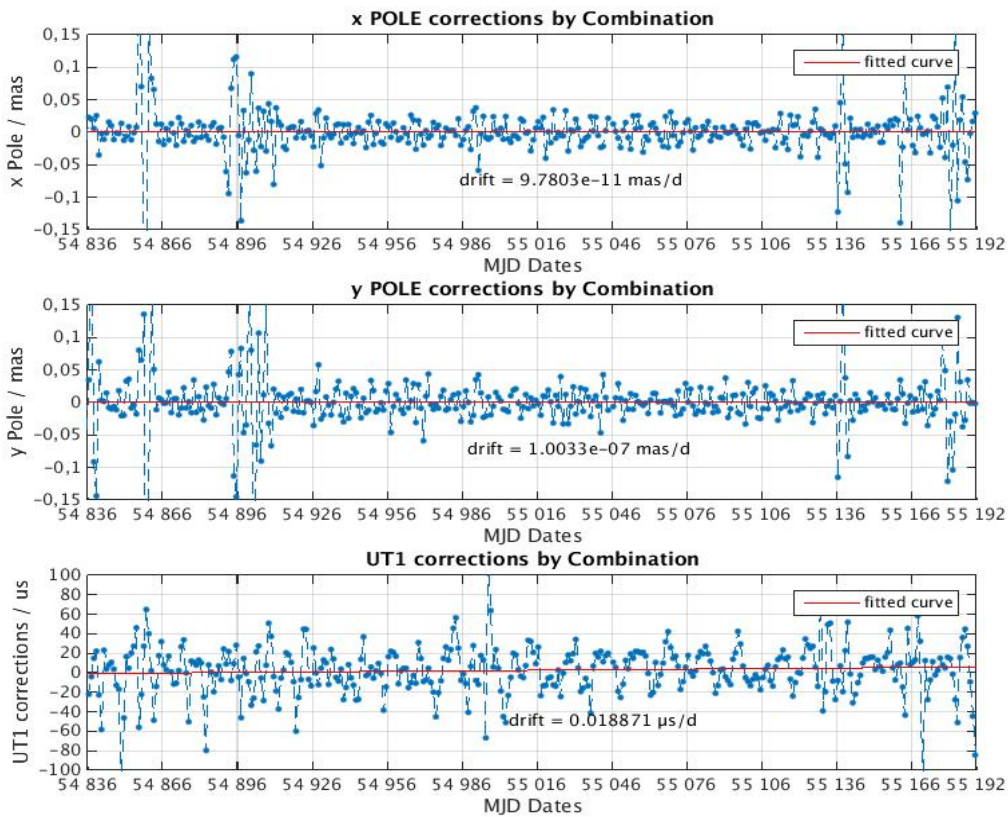 x POLE corrections by Combination
0,15
0,1
0,05
0
-0,05
-0,1
-0,15
x Pole / mas
fitted curve
drift = 9.7803e-11 mas/d
54 836 54 866 54 896 54 926 54 956 54 986 55 016 55 046 55 076 55 106 55 136 55 166 55 192
MJD Dates
y POLE corrections by Combination
0,15
0,1
0,05
0
-0,05
-0,1
-0,15
y Pole / mas
fitted curve
drift = 1.0033e-07 mas/d
54 836 54 866 54 896 54 926 54 956 54 986 55 016 55 046 55 076 55 106 55 136 55 166 55 192
MJD Dates
UT1 corrections by Combination
100
80
60
40
20
0
-20
-40
-60
-80
-100
UT1 corrections / us
fitted curve
drift = 0.018871 µs/d
54 836 54 866 54 896 54 926 54 956 54 986 55 016 55 046 55 076 55 106 55 136 55 166 55 192
MJD Dates